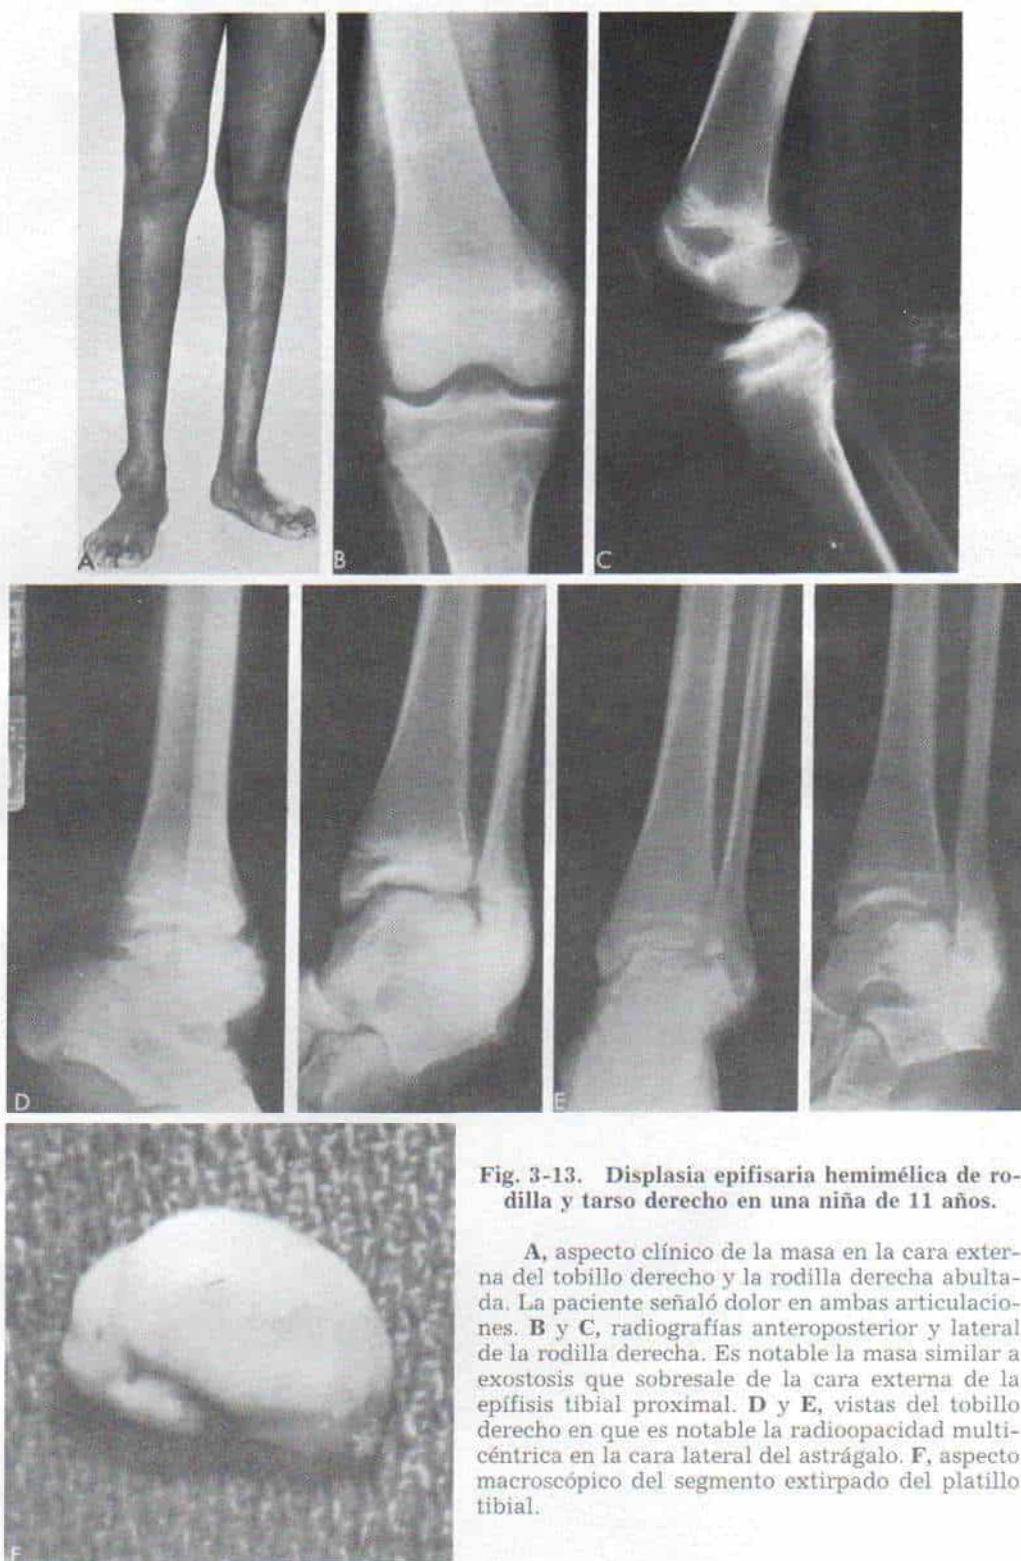 A
B
C
D
E
F
Fig. 3-13. Displasia epifisaria hemimélica de ro-
dilla y tarso derecho en una niña de 11 años.
A, aspecto clínico de la masa en la cara exter-
na del tobillo derecho y la rodilla derecha abulta-
da. La paciente señaló dolor en ambas articulacio-
nes. B y C, radiografías anteroposterior y lateral
de la rodilla derecha. Es notable la masa similar a
exostosis que sobresale de la cara externa de la
epífisis tibial proximal. D y E, vistas del tobillo
derecho en que es notable la radioopacidad multi-
céntrica en la cara lateral del astrágalo. F, aspecto
macroscópico del segmento extirpado del platillo
tibial.